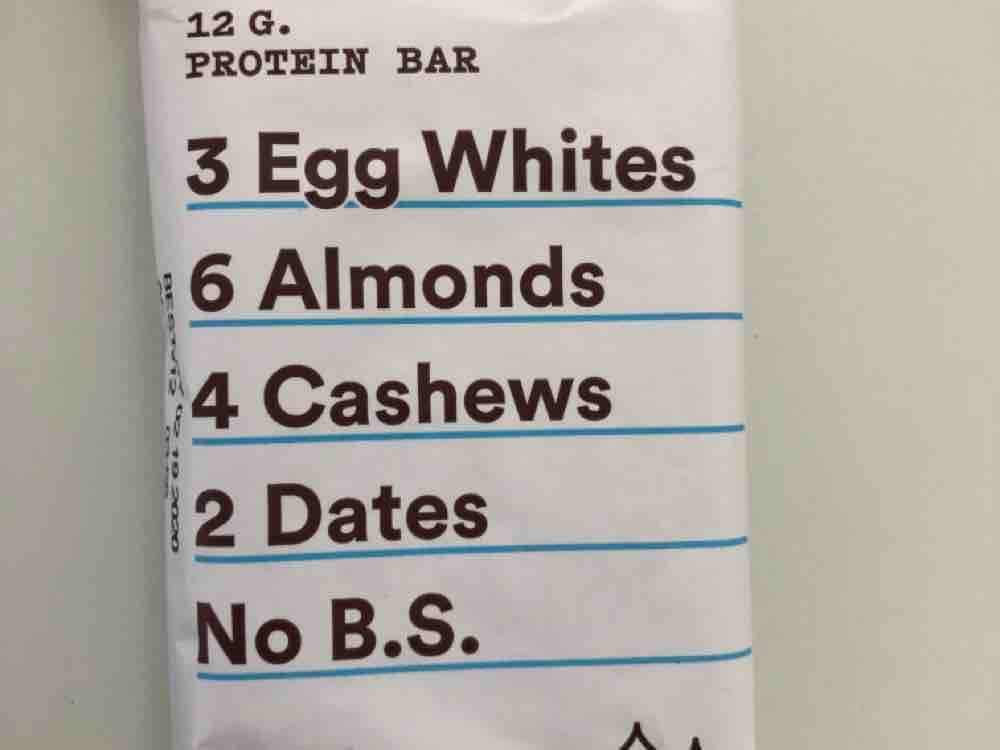 12 G.
PROTEIN BAR
3 Egg Whites
6 Almonds
4 Cashews
2 Dates
No B.S.